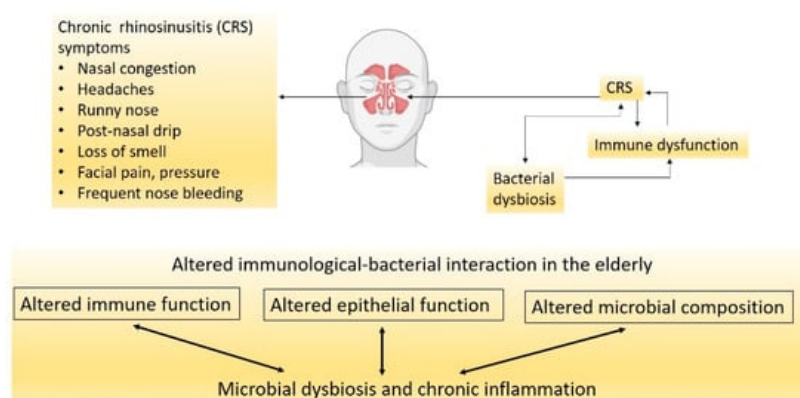 Chronic rhinosinusitis (CRS)
symptoms
• Nasal congestion
• Headaches
• Runny nose
• Post-nasal drip
• Loss of smell
• Facial pain, pressure
• Frequent nose bleeding
CRS
Immune dysfunction
Bacterial
dysbiosis
Altered immunological-bacterial interaction in the elderly
Altered immune function
Altered epithelial function
Altered microbial composition
Microbial dysbiosis and chronic inflammation